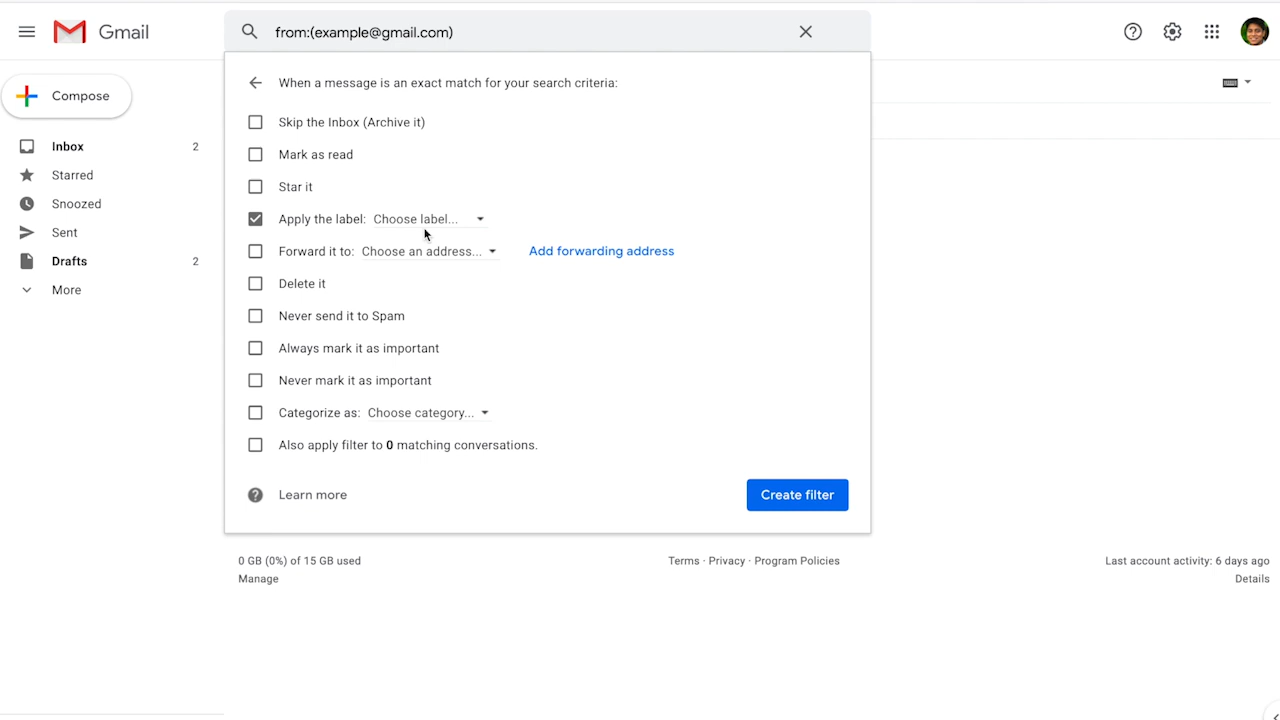 Gmail
from:(example@gmail.com)
Compose
Inbox 2
Starred
Snoozed
Sent
Drafts 2
More
When a message is an exact match for your search criteria:
Skip the Inbox (Archive it)
Mark as read
Star it
Apply the label: Choose label...
Forward it to: Choose an address... Add forwarding address
Delete it
Never send it to Spam
Always mark it as important
Never mark it as important
Categorize as: Choose category...
Also apply filter to 0 matching conversations.
Learn more
Create filter
0 GB (0%) of 15 GB used
Manage
Terms · Privacy · Program Policies
Last account activity: 6 days ago
Details